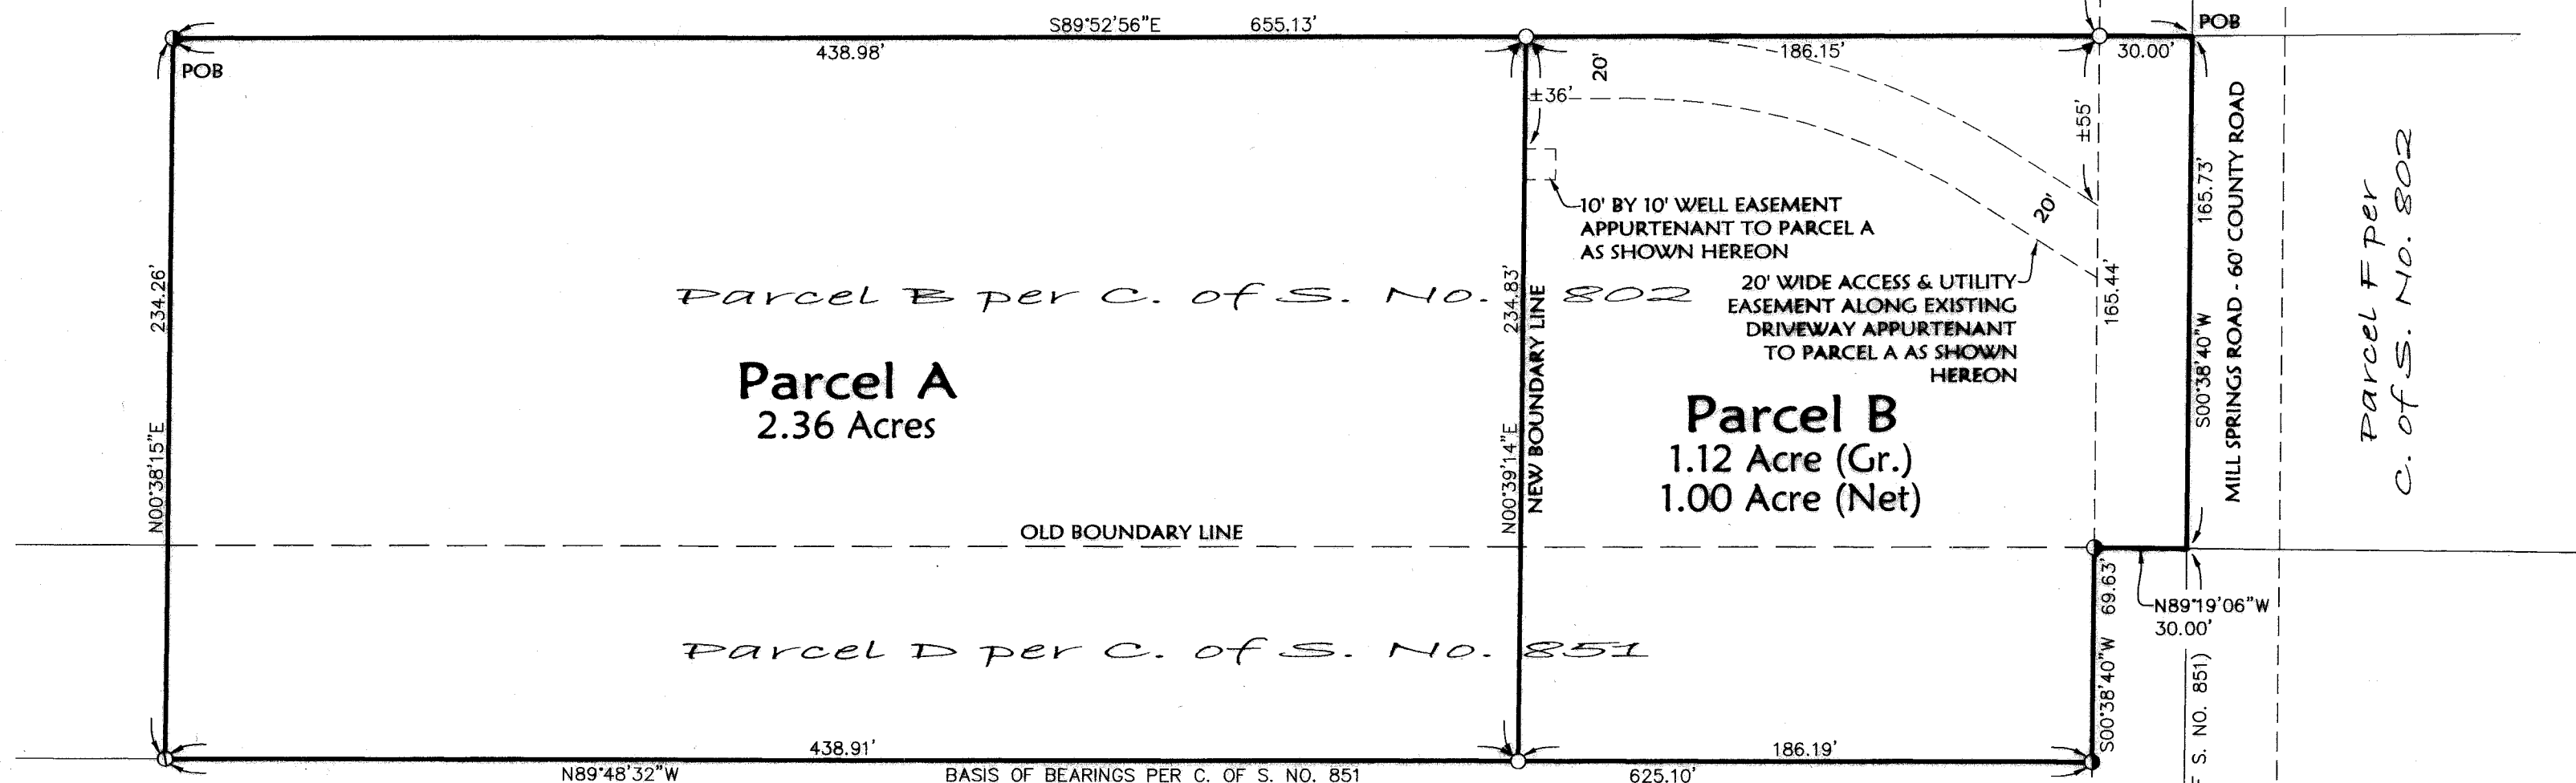 S89°52'56"E 655.13'
POB
438.98'
186.15'
30.00'
POB
20'
±36'
±55'
10' BY 10' WELL EASEMENT
APPURTENANT TO PARCEL A
AS SHOWN HEREON
20'
20' WIDE ACCESS & UTILITY
EASEMENT ALONG EXISTING
DRIVEWAY APPURTENANT
TO PARCEL A AS SHOWN
HEREON
Parcel B per C. of S. No. 802
Parcel A
2.36 Acres
Parcel B
1.12 Acre (Gr.)
1.00 Acre (Net)
N00°38'15"E 234.26'
N00°39'14"E 234.83'
NEW BOUNDARY LINE
165.44'
S00°38'40"W 165.73'
MILL SPRINGS ROAD - 60' COUNTY ROAD
Parcel F per
C. of S. No. 802
OLD BOUNDARY LINE
Parcel D per C. of S. No. 851
S00°38'40"W 69.63'
N89°19'06"W
30.00'
S. NO. 851)
438.91'
186.19'
N89°48'32"W BASIS OF BEARINGS PER C. OF S. NO. 851 625.10'